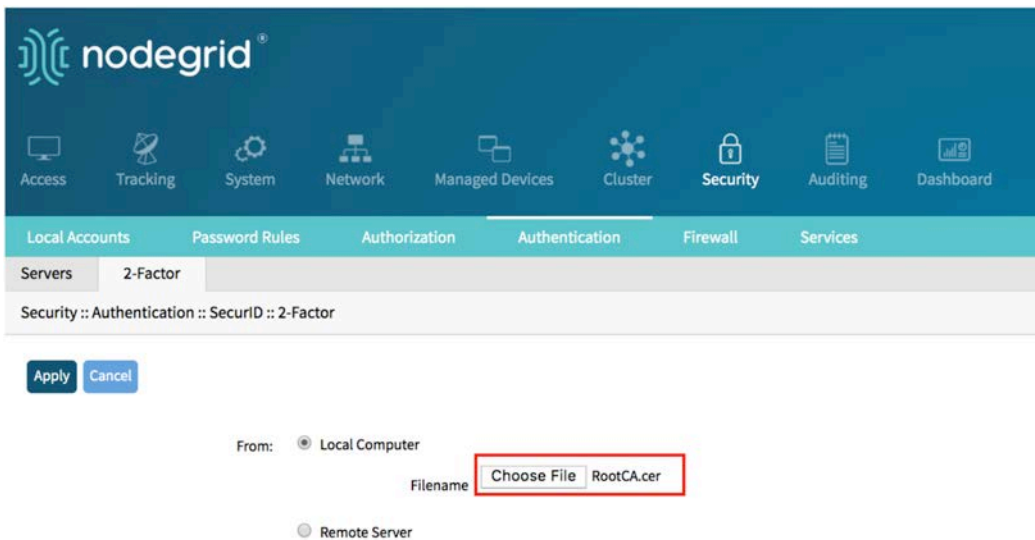 nodegrid®
Access Tracking System Network Managed Devices Cluster Security Auditing Dashboard
Local Accounts Password Rules Authorization Authentication Firewall Services
Servers 2-Factor
Security :: Authentication :: SecurID :: 2-Factor
Apply Cancel
From: Local Computer
Filename Choose File RootCA.cer
Remote Server